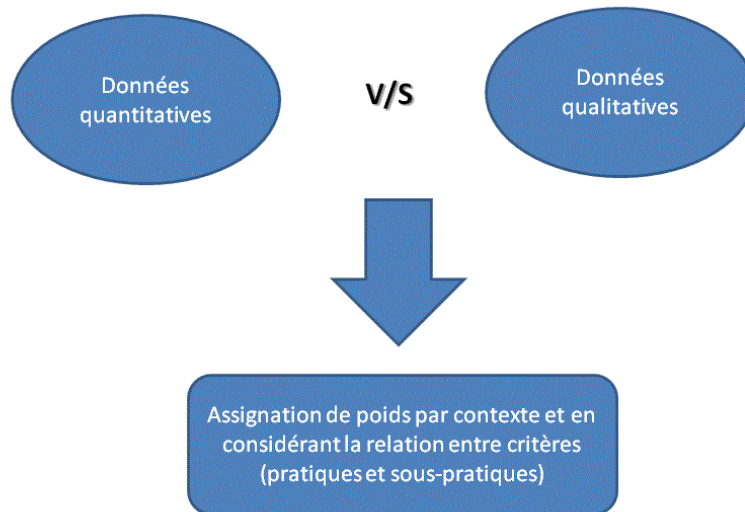 Données
quantitatives
V/S
Données
qualitatives
Assignation de poids par contexte et en
considérant la relation entre critères
(pratiques et sous-pratiques)